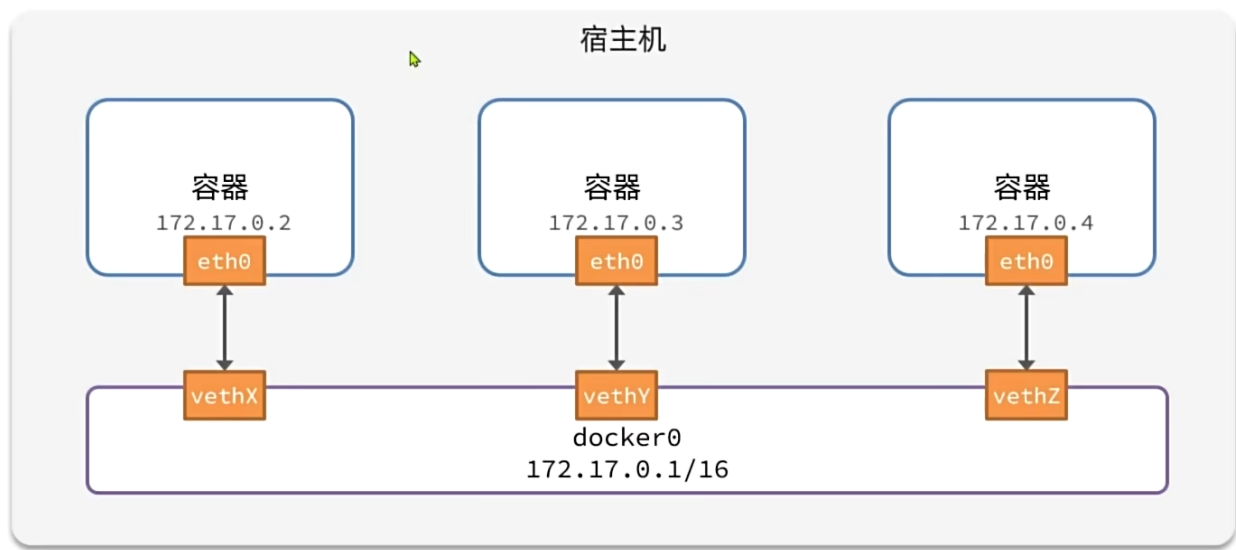 宿主机
容器
172.17.0.2
eth0
容器
172.17.0.3
eth0
容器
172.17.0.4
eth0
vethX
vethY
vethZ
docker0
172.17.0.1/16